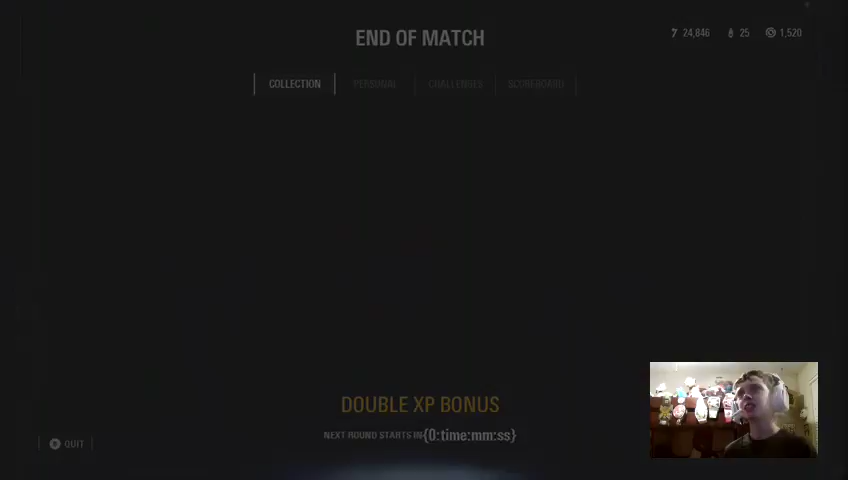 END OF MATCH
24,846 25 1,520
COLLECTION PERSONAL CHALLENGES SCOREBOARD
DOUBLE XP BONUS
NEXT ROUND STARTS IN{0:time:mm:ss}
QUIT